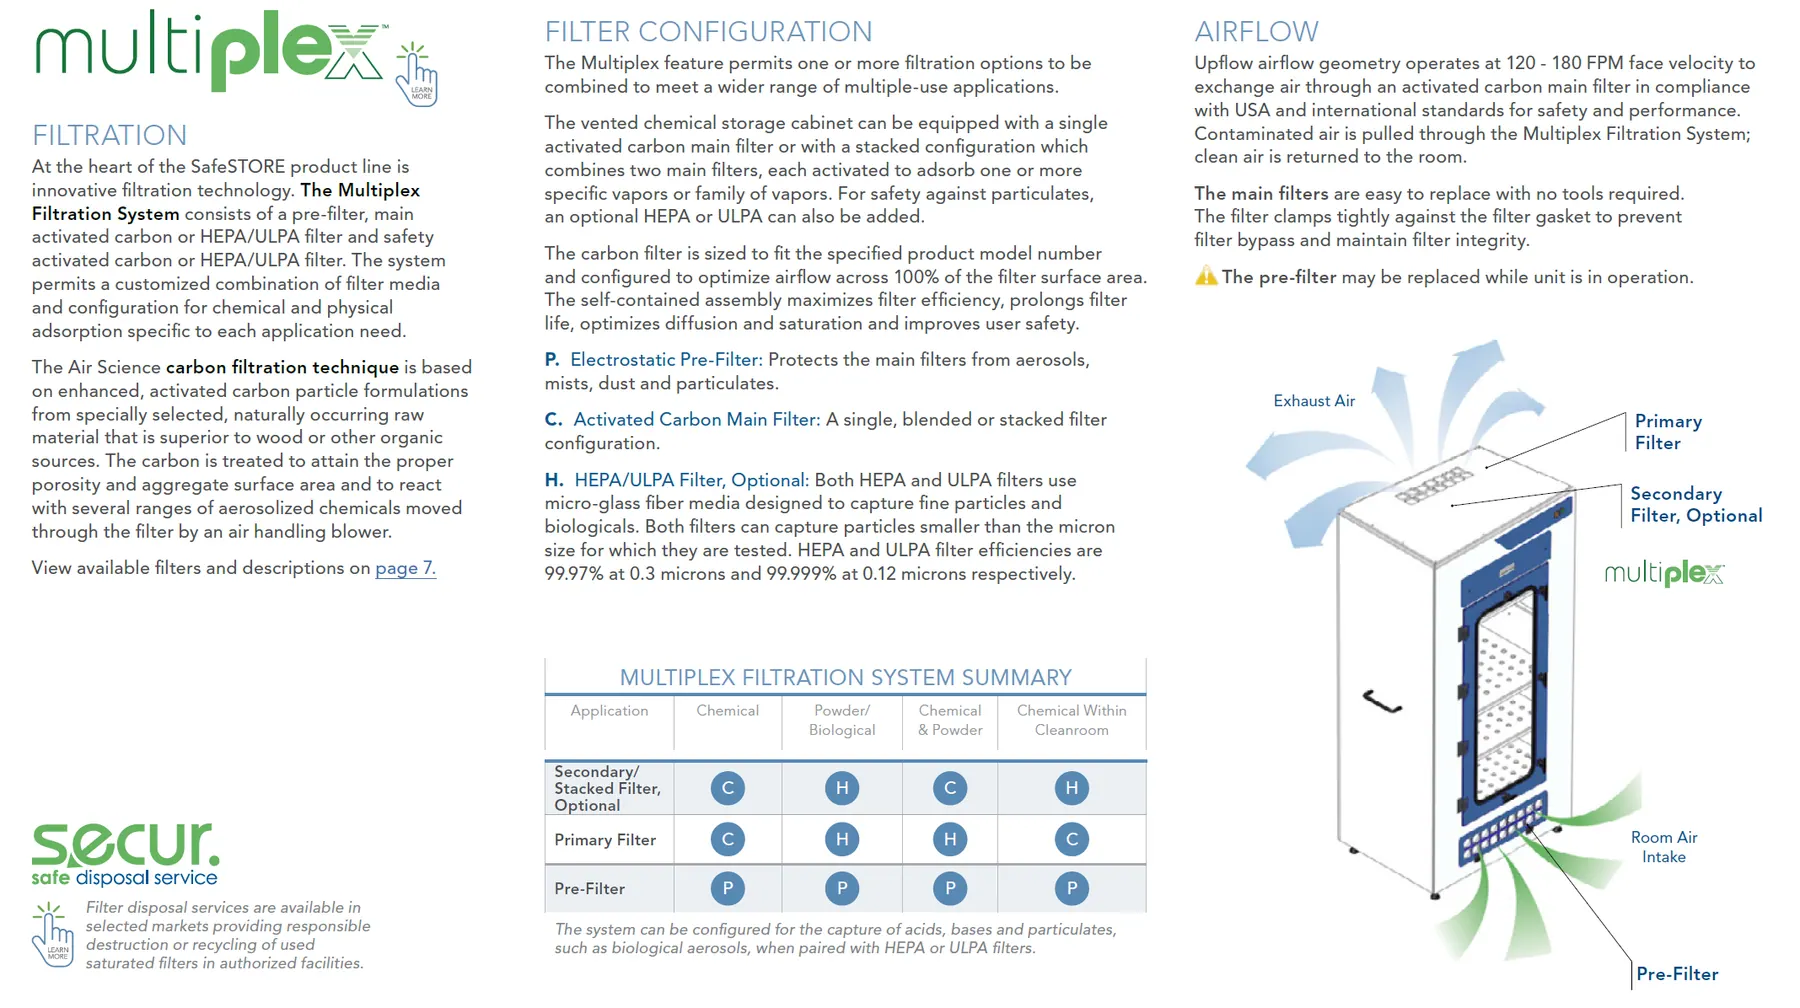 multiplex™
LEARN
MORE
FILTRATION
At the heart of the SafeSTORE product line is
innovative filtration technology. The Multiplex
Filtration System consists of a pre-filter, main
activated carbon or HEPA/ULPA filter and safety
activated carbon or HEPA/ULPA filter. The system
permits a customized combination of filter media
and configuration for chemical and physical
adsorption specific to each application need.
The Air Science carbon filtration technique is based
on enhanced, activated carbon particle formulations
from specially selected, naturally occurring raw
material that is superior to wood or other organic
sources. The carbon is treated to attain the proper
porosity and aggregate surface area and to react
with several ranges of aerosolized chemicals moved
through the filter by an air handling blower.
View available filters and descriptions on page 7.
secur.
safe disposal service
LEARN
MORE
Filter disposal services are available in
selected markets providing responsible
destruction or recycling of used
saturated filters in authorized facilities.
FILTER CONFIGURATION
The Multiplex feature permits one or more filtration options to be
combined to meet a wider range of multiple-use applications.
The vented chemical storage cabinet can be equipped with a single
activated carbon main filter or with a stacked configuration which
combines two main filters, each activated to adsorb one or more
specific vapors or family of vapors. For safety against particulates,
an optional HEPA or ULPA can also be added.
The carbon filter is sized to fit the specified product model number
and configured to optimize airflow across 100% of the filter surface area.
The self-contained assembly maximizes filter efficiency, prolongs filter
life, optimizes diffusion and saturation and improves user safety.
P. Electrostatic Pre-Filter: Protects the main filters from aerosols,
mists, dust and particulates.
C. Activated Carbon Main Filter: A single, blended or stacked filter
configuration.
H. HEPA/ULPA Filter, Optional: Both HEPA and ULPA filters use
micro-glass fiber media designed to capture fine particles and
biologicals. Both filters can capture particles smaller than the micron
size for which they are tested. HEPA and ULPA filter efficiencies are
99.97% at 0.3 microns and 99.999% at 0.12 microns respectively.
MULTIPLEX FILTRATION SYSTEM SUMMARY
Application Chemical Powder/ Chemical Chemical Within
Biological & Powder Cleanroom
Secondary/
Stacked Filter, C H C H
Optional
Primary Filter C H H C
Pre-Filter P P P P
The system can be configured for the capture of acids, bases and particulates,
such as biological aerosols, when paired with HEPA or ULPA filters.
AIRFLOW
Upflow airflow geometry operates at 120 - 180 FPM face velocity to
exchange air through an activated carbon main filter in compliance
with USA and international standards for safety and performance.
Contaminated air is pulled through the Multiplex Filtration System;
clean air is returned to the room.
The main filters are easy to replace with no tools required.
The filter clamps tightly against the filter gasket to prevent
filter bypass and maintain filter integrity.
The pre-filter may be replaced while unit is in operation.
Exhaust Air
Primary
Filter
Secondary
Filter, Optional
multiplex
Room Air
Intake
Pre-Filter